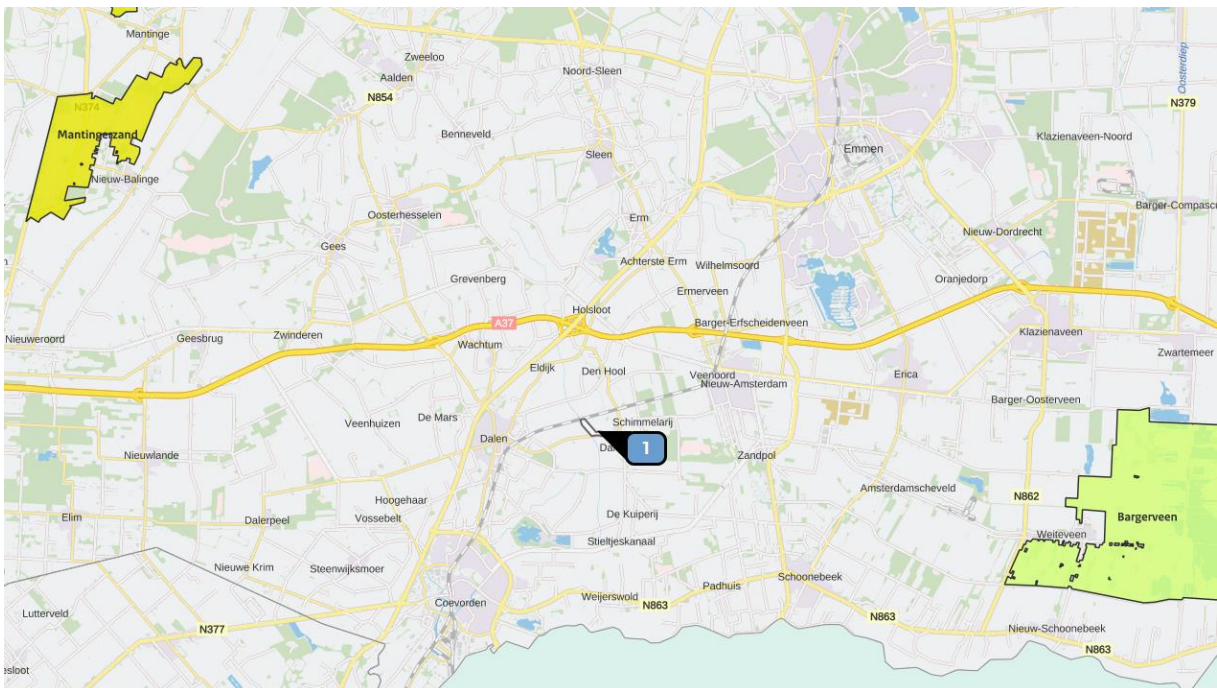 Mantinge
Zweeloo
Noord-Sleen
Aalden
N854
N374
Oosterdiep
N379
Mantingerzand
Benneveld
Klazienaveen-Noord
Emmen
Sleen
Nieuw-Balinge
Barger-Compascu
Oosterhesselen
Erm
Nieuw-Dordrecht
Gees
Achterste Erm
Wilhelmsoord
Grevenberg
Ermerveen
Oranjedorp
Holsloot
A37
Barger-Erfscheidenveen
Nieuweroord
Geesbrug
Zwinderen
Klazienaveen
Wachtum
Zwartemeer
Eldijk
Den Hool
Veenoord
Nieuw-Amsterdam
Erica
Barger-Oosterveen
De Mars
Veenhuizen
Schimmelarij
Dalen
1
Nieuwlande
Zandpol
Amsterdamscheveld
Hoogehaar
N862
Elim
Dalerpeel
Vossebelt
De Kuiperij
Bargerveen
Weiteveen
Stieltjeskanaal
Nieuwe Krim
Steenwijksmoer
Schoonebeek
Padhuis
Coevorden
Weijerswold
N863
Lutterveld
N863
N377
Nieuw-Schoonebeek
N863
esloot